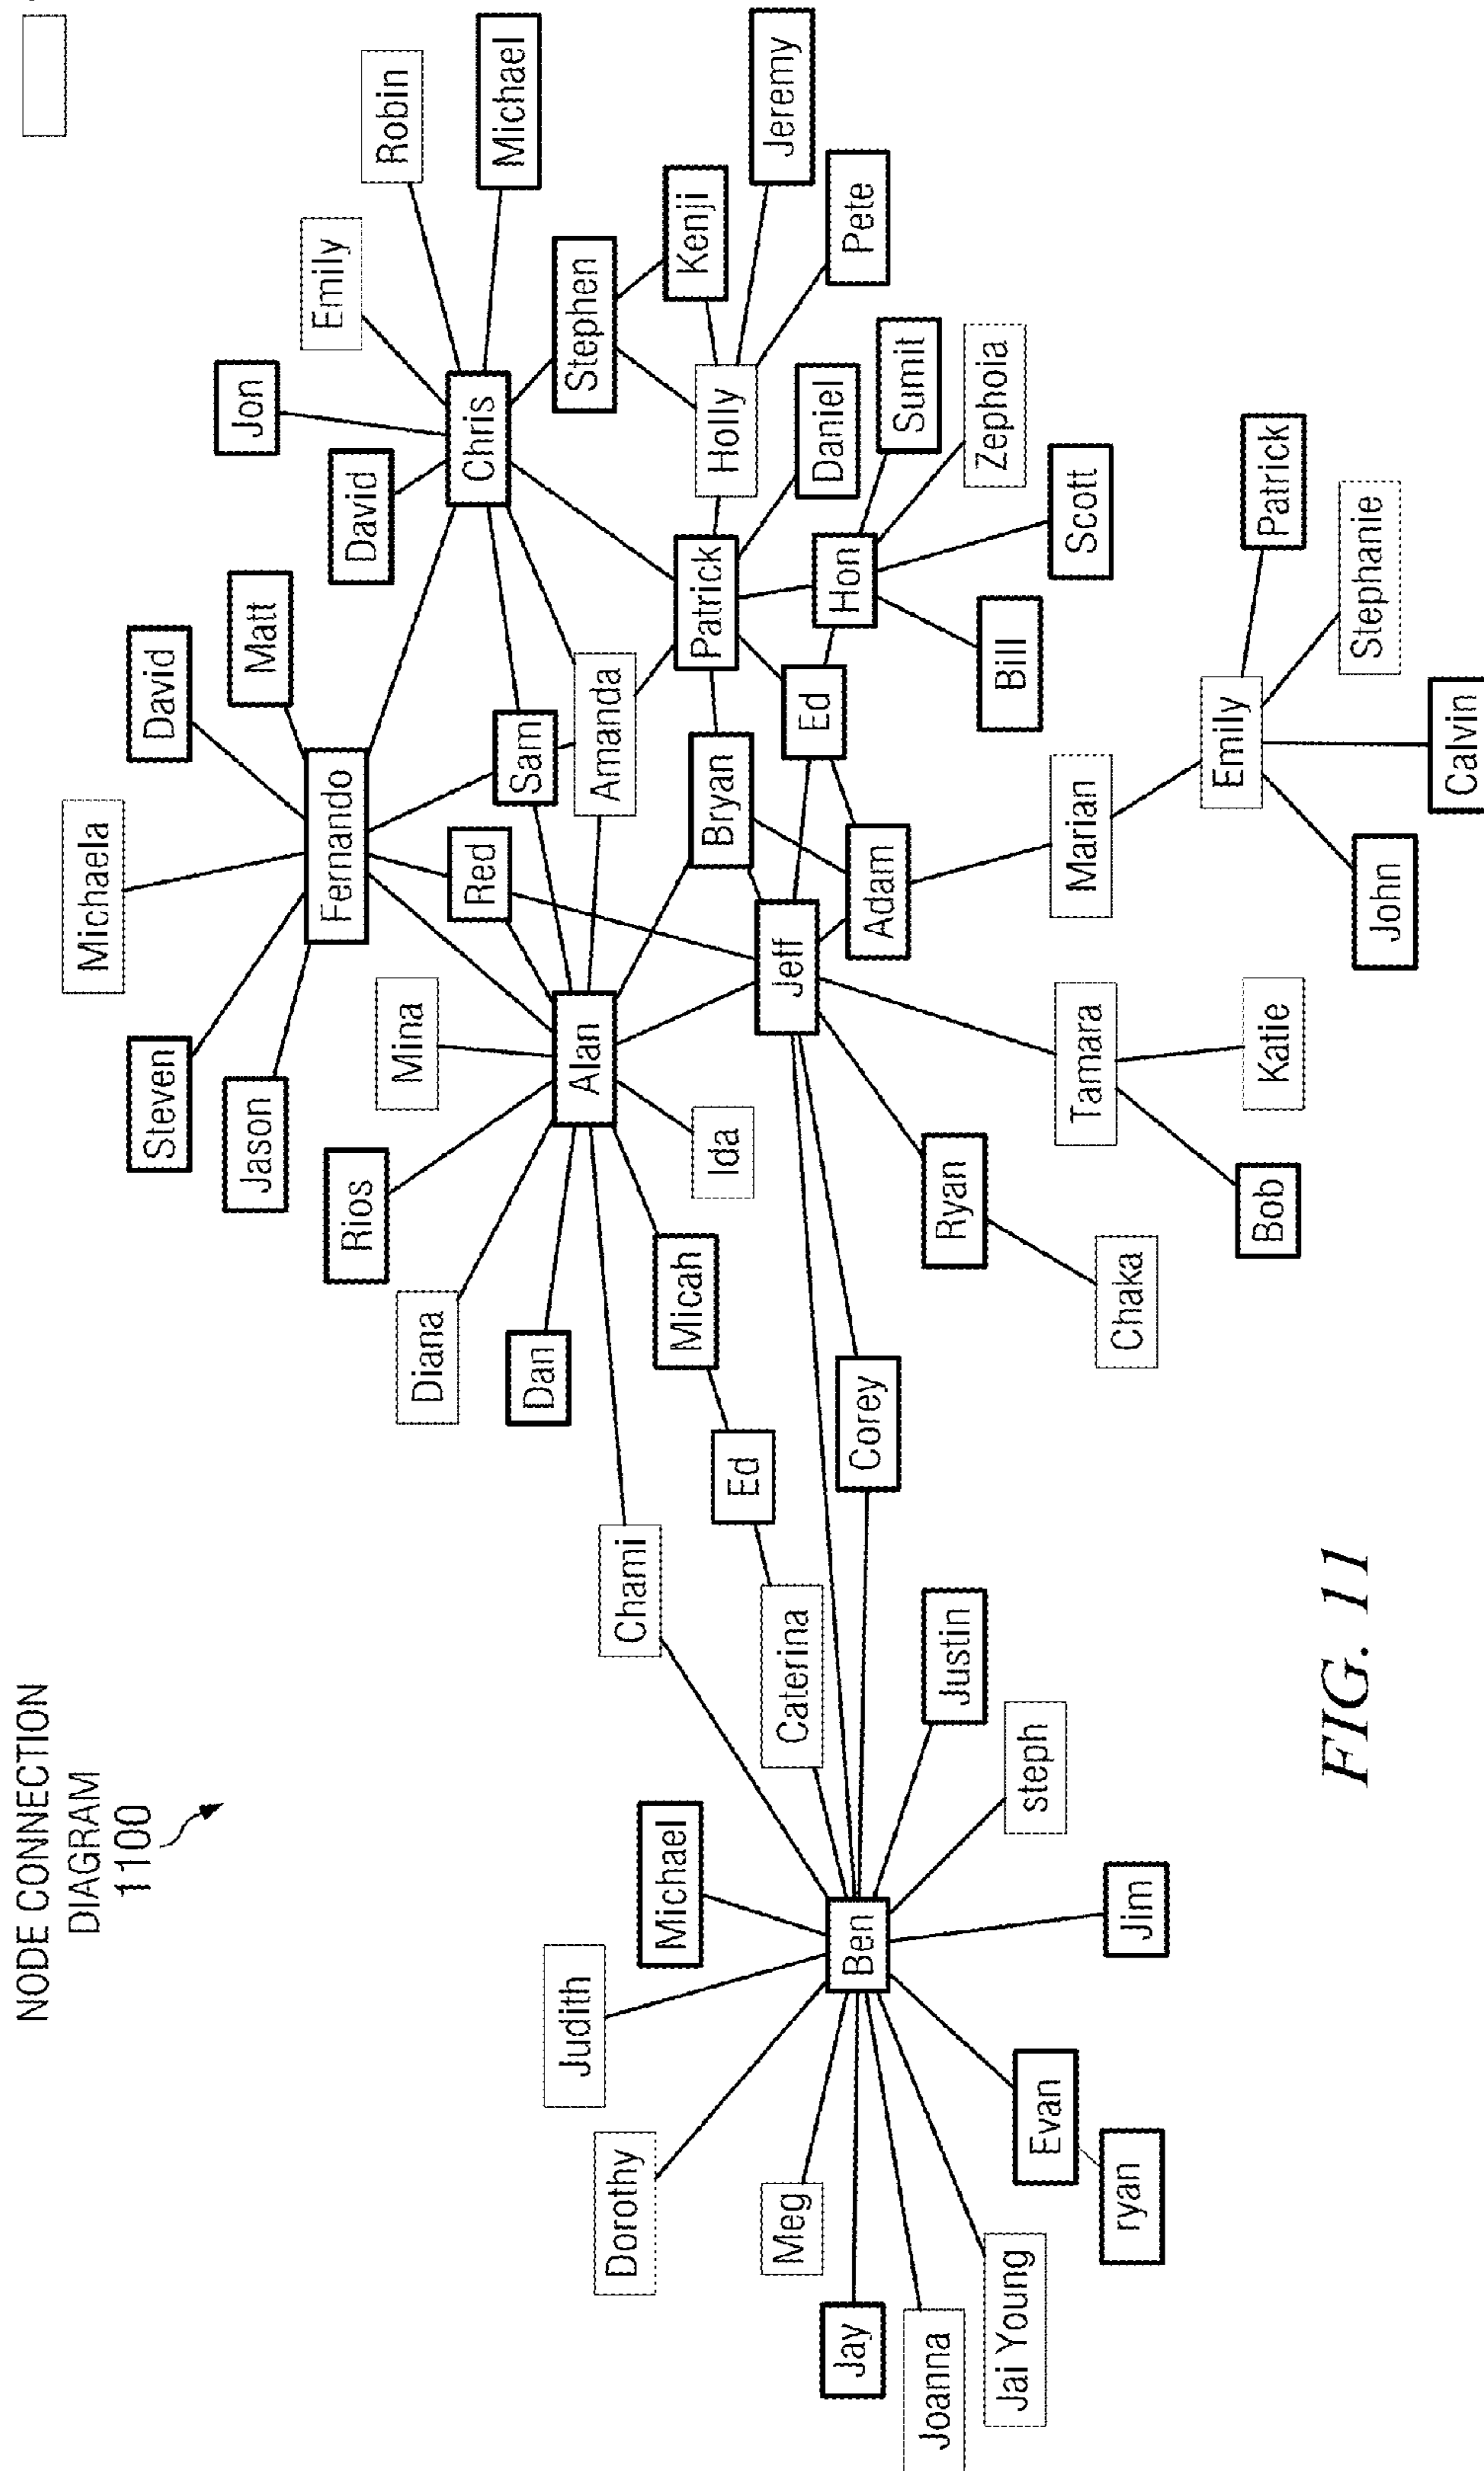 NODE CONNECTION
DIAGRAM
1100
Michaela
Steven
David
Jason
Matt
Jon
Emily
Fernando
Rios
David
Robin
Mina
Diana
Red
Chris
Michael
Sam
Dan
Judith
Alan
Stephen
Amanda
Dorothy
Chami
Michael
Micah
Kenji
Patrick
Ida
Bryan
Holly
Ed
Jeremy
Jeff
Meg
Caterina
Ed
Daniel
Hon
Jay
Ben
Pete
Corey
Adam
Sumit
Joanna
Justin
Ryan
Zephoia
Bill
Jai Young
steph
Evan
Marian
Scott
Tamara
Chaka
ryan
Jim
Emily
Bob
Katie
Patrick
FIG. 11
Stephanie
John
Calvin